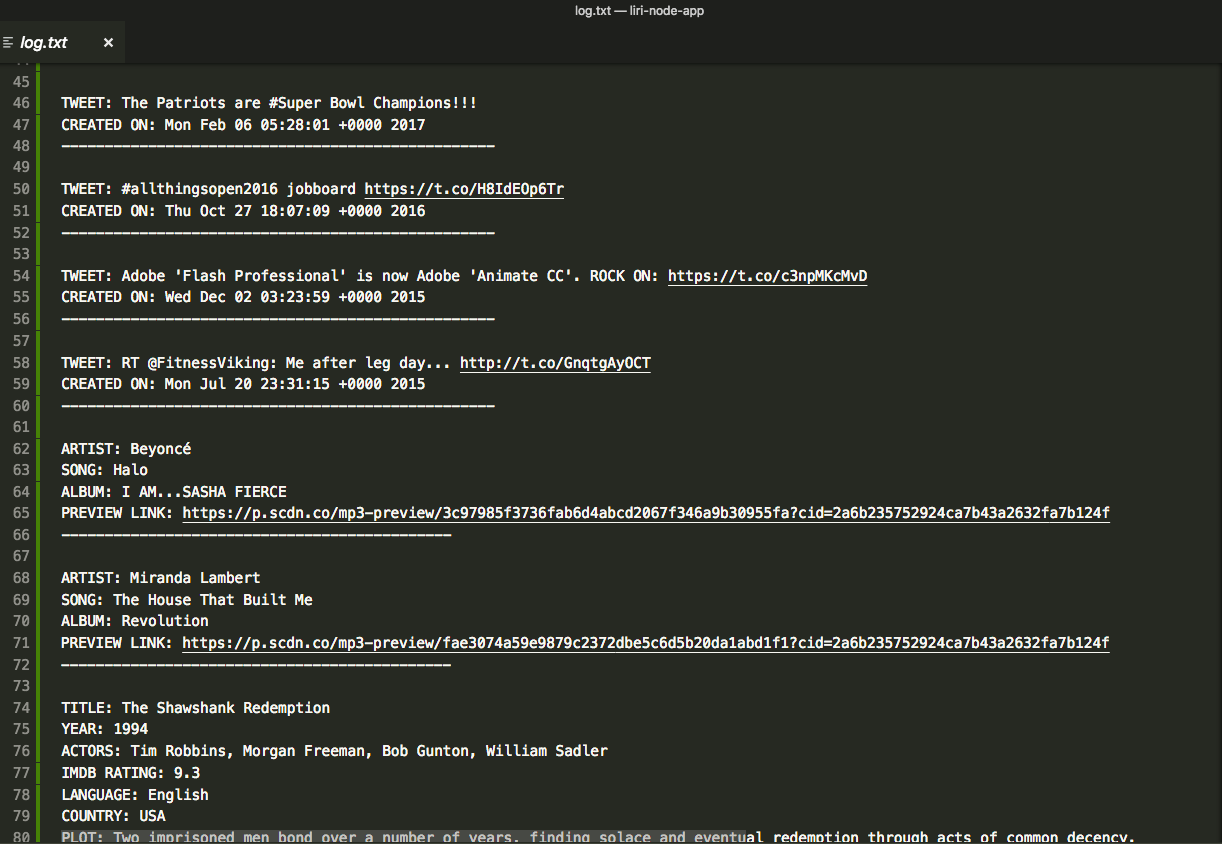 log.txt — liri-node-app
log.txt ×
45
46 TWEET: The Patriots are #Super Bowl Champions!!!
47 CREATED ON: Mon Feb 06 05:28:01 +0000 2017
48 --------------------------------------------------
49
50 TWEET: #allthingsopen2016 jobboard https://t.co/H8IdEOp6Tr
51 CREATED ON: Thu Oct 27 18:07:09 +0000 2016
52 --------------------------------------------------
53
54 TWEET: Adobe 'Flash Professional' is now Adobe 'Animate CC'. ROCK ON: https://t.co/c3npMKcMvD
55 CREATED ON: Wed Dec 02 03:23:59 +0000 2015
56 --------------------------------------------------
57
58 TWEET: RT @FitnessViking: Me after leg day... http://t.co/GnqtgAyOCT
59 CREATED ON: Mon Jul 20 23:31:15 +0000 2015
60 --------------------------------------------------
61
62 ARTIST: Beyoncé
63 SONG: Halo
64 ALBUM: I AM...SASHA FIERCE
65 PREVIEW LINK: https://p.scdn.co/mp3-preview/3c97985f3736fab6d4abcd2067f346a9b30955fa?cid=2a6b235752924ca7b43a2632fa7b124f
66 ---------------------------------------------
67
68 ARTIST: Miranda Lambert
69 SONG: The House That Built Me
70 ALBUM: Revolution
71 PREVIEW LINK: https://p.scdn.co/mp3-preview/fae3074a59e9879c2372dbe5c6d5b20da1abd1f1?cid=2a6b235752924ca7b43a2632fa7b124f
72 ---------------------------------------------
73
74 TITLE: The Shawshank Redemption
75 YEAR: 1994
76 ACTORS: Tim Robbins, Morgan Freeman, Bob Gunton, William Sadler
77 IMDB RATING: 9.3
78 LANGUAGE: English
79 COUNTRY: USA
80 PLOT: Two imprisoned men bond over a number of years, finding solace and eventual redemption through acts of common decency.